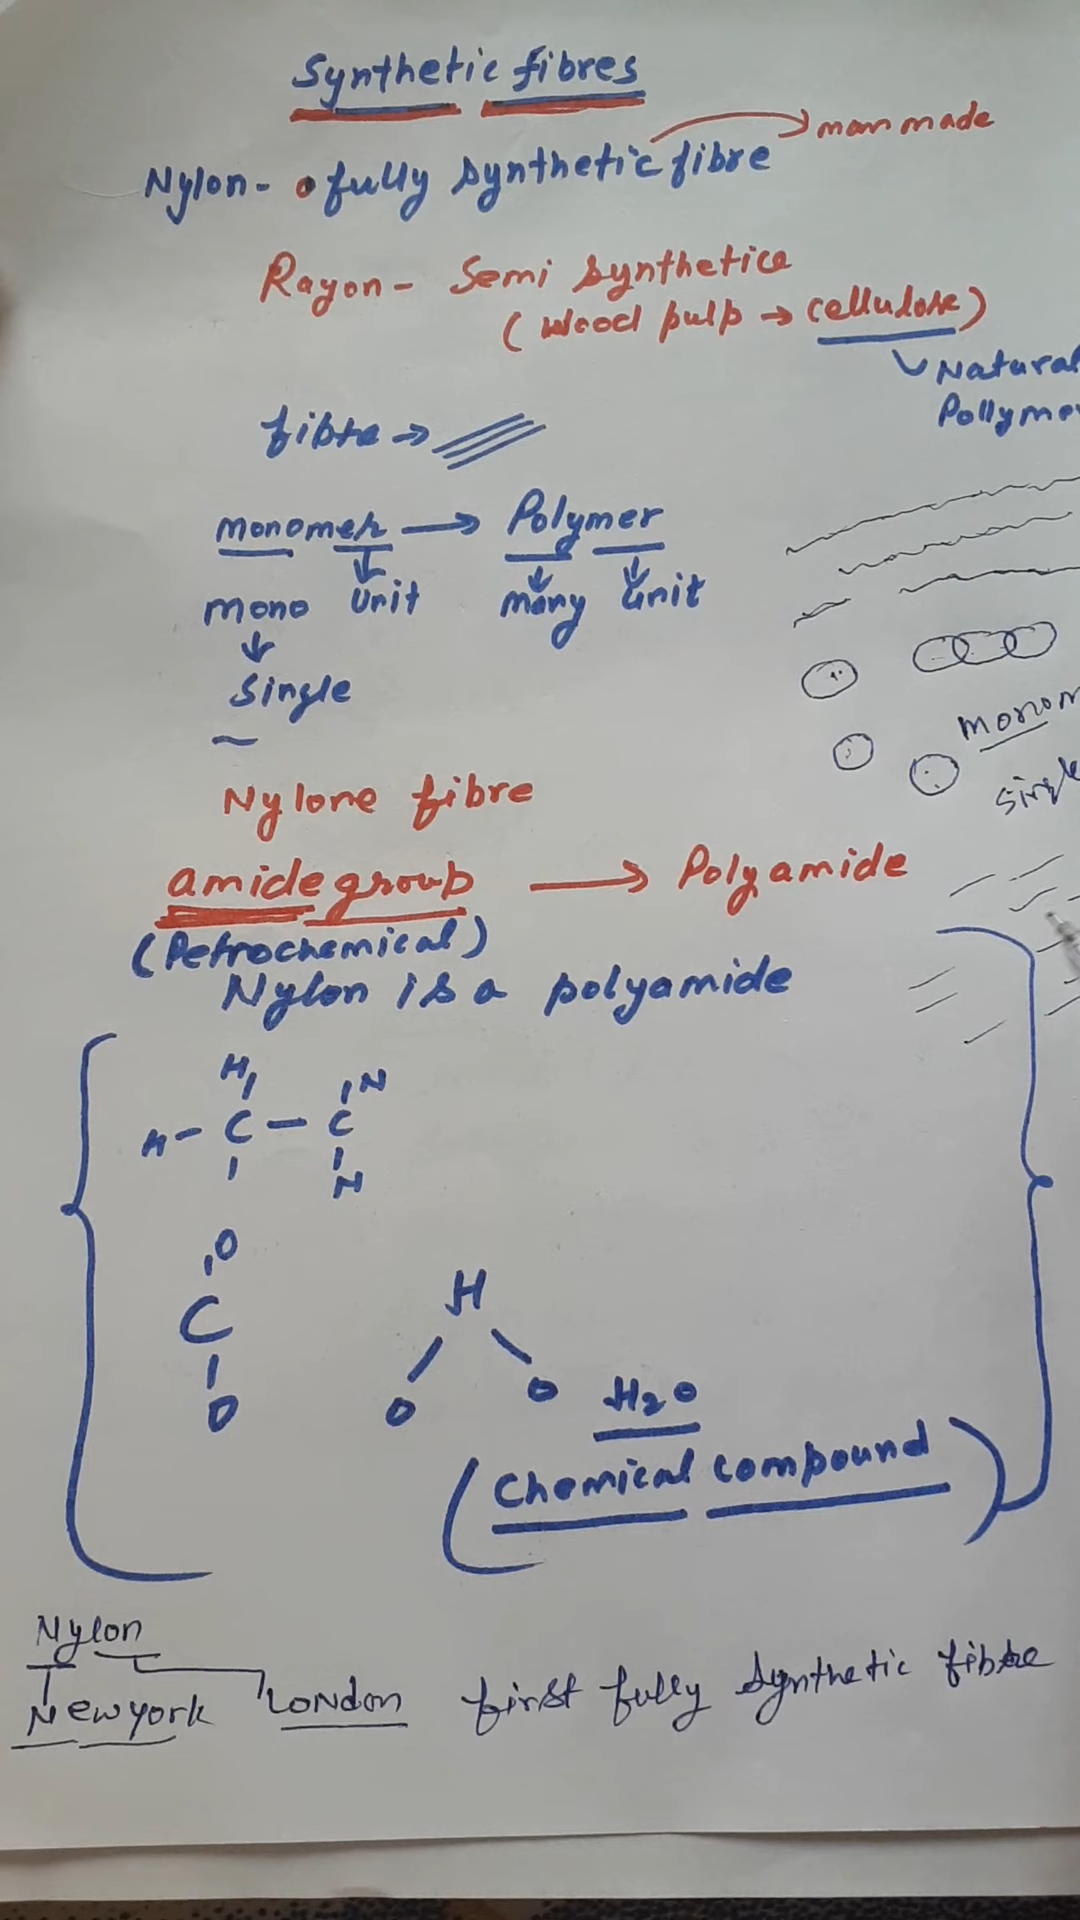 Synthetic fibres
man made
Nylon- fully synthetic fibre
Rayon- Semi synthetice
(wood pulp → cellulose)
Natural
Pollymer
fibre →
monomer → Polymer
mono Unit many unit
Single
monom
Single
Nylone fibre
amide group → Polyamide
(Petrochemical)
Nylon is a polyamide
H N
H- C - C
N
O
C
O
H
O O H2O
(chemical compound)
Nylon
Newyork London first fully synthetic fibre